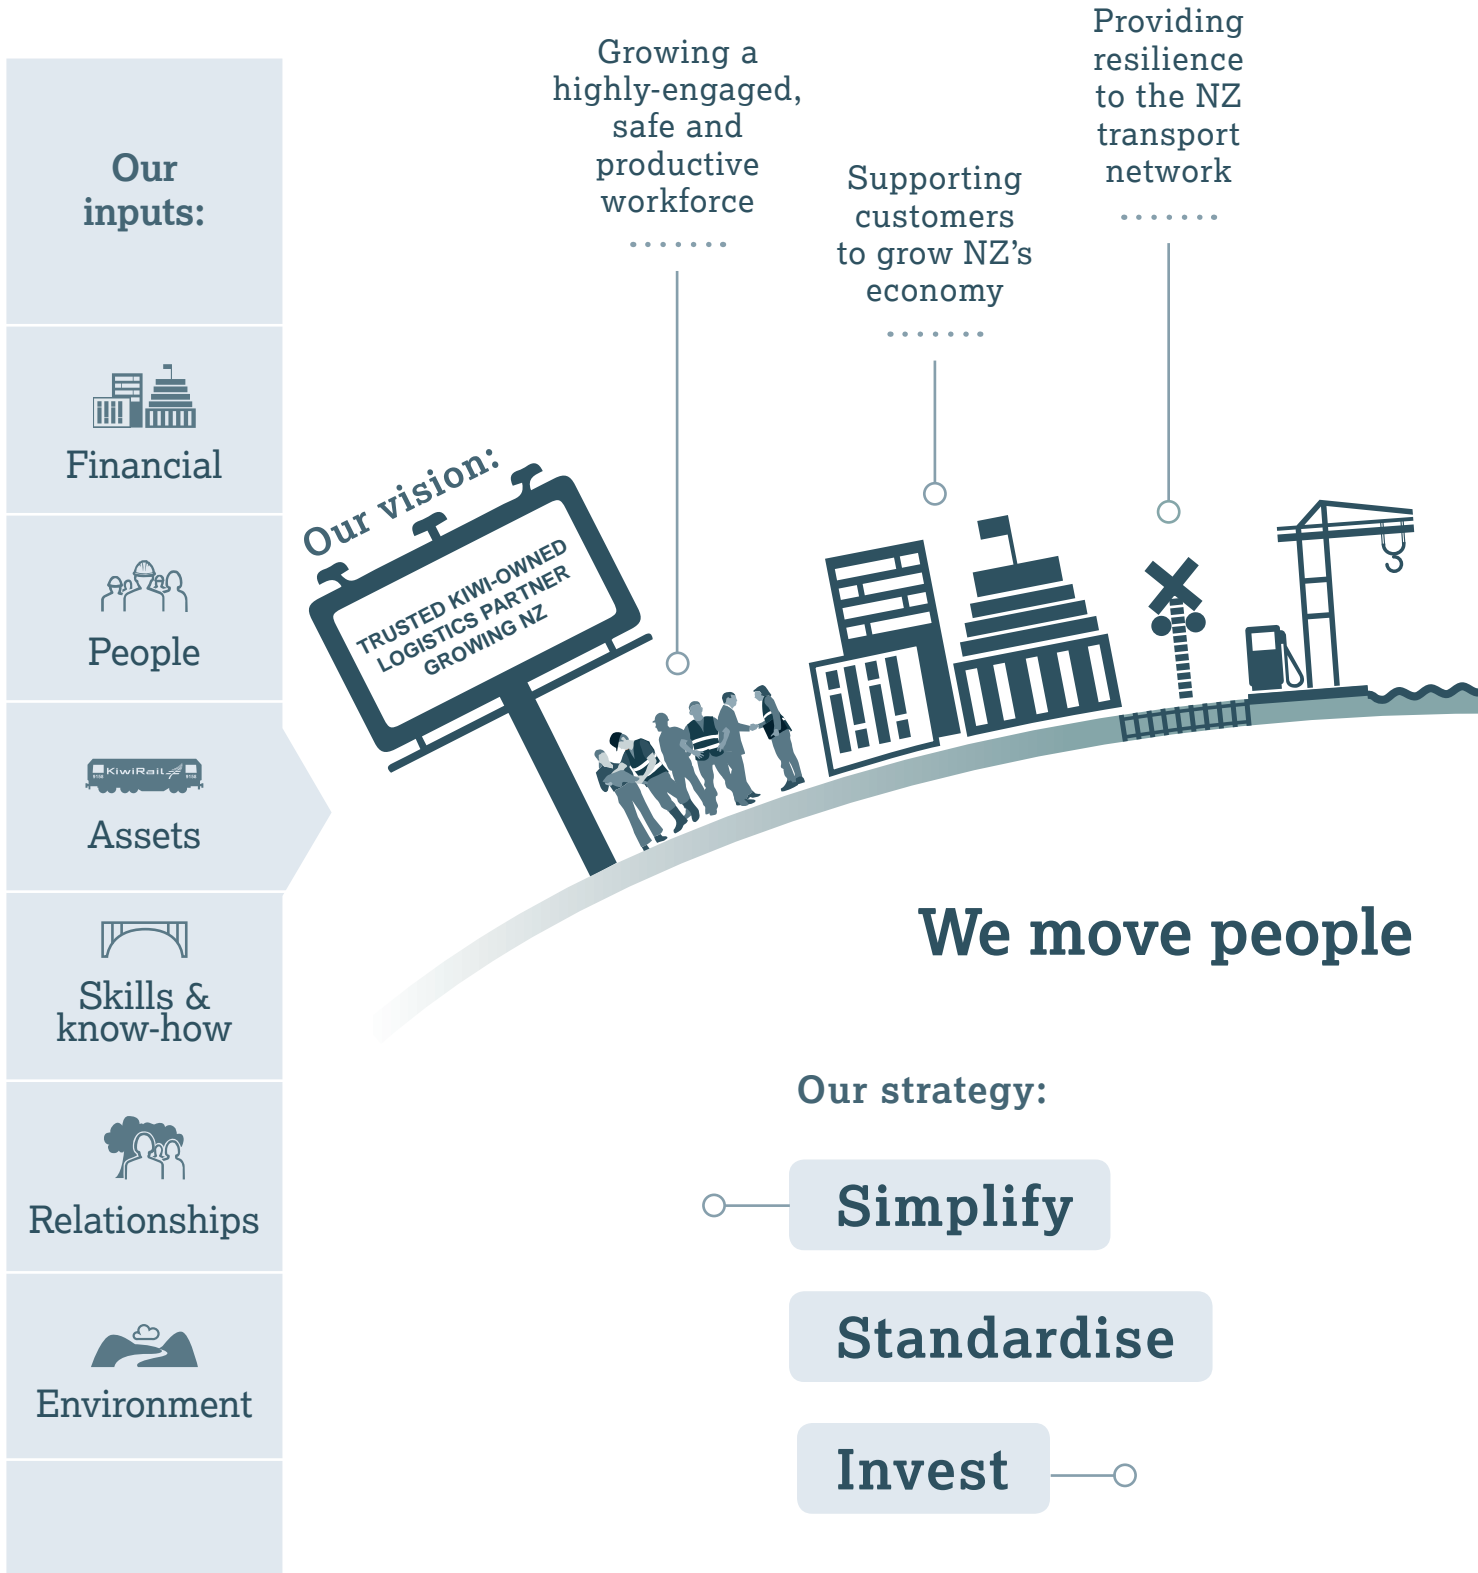 Our
inputs:
Financial
People
KiwiRail
Assets
Skills &
know-how
Relationships
Environment
Our vision:
TRUSTED KIWI-OWNED
LOGISTICS PARTNER
GROWING NZ
Growing a
highly-engaged,
safe and
productive
workforce
Supporting
customers
to grow NZ’s
economy
Providing
resilience
to the NZ
transport
network
We move people
Our strategy:
Simplify
Standardise
Invest